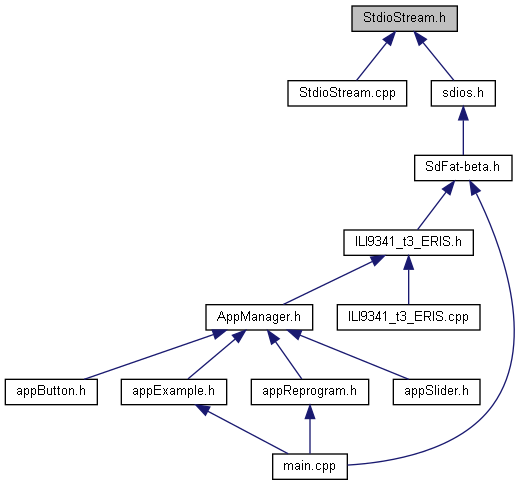 StdioStream.h
StdioStream.cpp
sdios.h
SdFat-beta.h
ILI9341_t3_ERIS.h
AppManager.h
ILI9341_t3_ERIS.cpp
appButton.h
appExample.h
appReprogram.h
appSlider.h
main.cpp